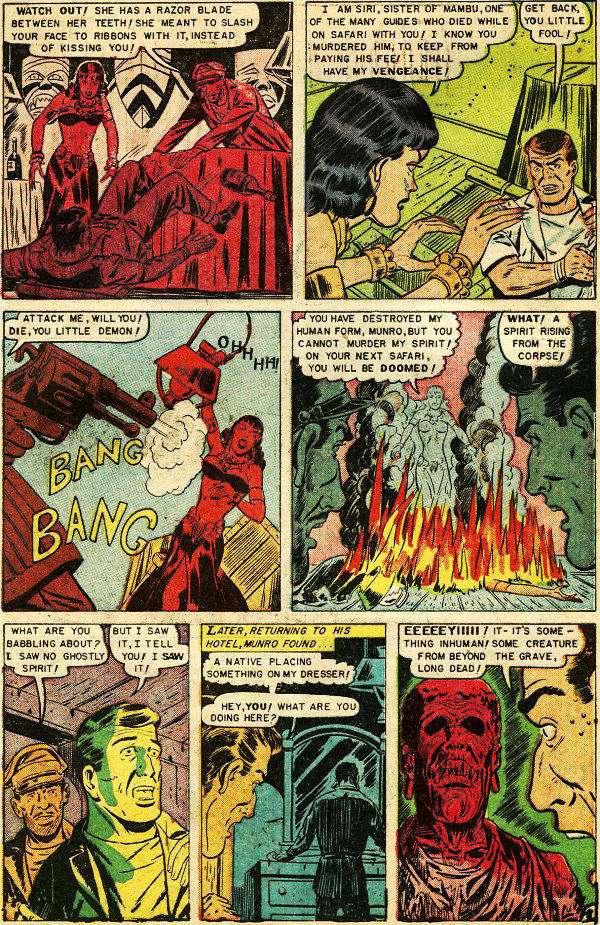 WATCH OUT! SHE HAS A RAZOR BLADE
BETWEEN HER TEETH! SHE MEANT TO SLASH
YOUR FACE TO RIBBONS WITH IT, INSTEAD
OF KISSING YOU!
I AM SIRI, SISTER OF MAMBU, ONE
OF THE MANY GUIDES WHO DIED WHILE
ON SAFARI WITH YOU! I KNOW YOU
MURDERED HIM, TO KEEP FROM
PAYING HIS FEE! I SHALL
HAVE MY VENGEANCE!
GET BACK,
YOU LITTLE
FOOL!
ATTACK ME, WILL YOU!
DIE, YOU LITTLE DEMON!
OHHHHH!
BANG
BANG
YOU HAVE DESTROYED MY
HUMAN FORM, MUNRO, BUT YOU
CANNOT MURDER MY SPIRIT!
ON YOUR NEXT SAFARI,
YOU WILL BE DOOMED!
WHAT! A
SPIRIT RISING
FROM THE
CORPSE!
WHAT ARE YOU
BABBLING ABOUT?
I SAW NO GHOSTLY
SPIRIT!
BUT I SAW
IT, I TELL
YOU! I SAW
IT!
LATER, RETURNING TO HIS
HOTEL, MUNRO FOUND...
A NATIVE PLACING
SOMETHING ON MY DRESSER!
HEY, YOU! WHAT ARE YOU
DOING HERE?
EEEEEYIIIII! IT- IT'S SOME-
THING INHUMAN! SOME CREATURE
FROM BEYOND THE GRAVE,
LONG DEAD!